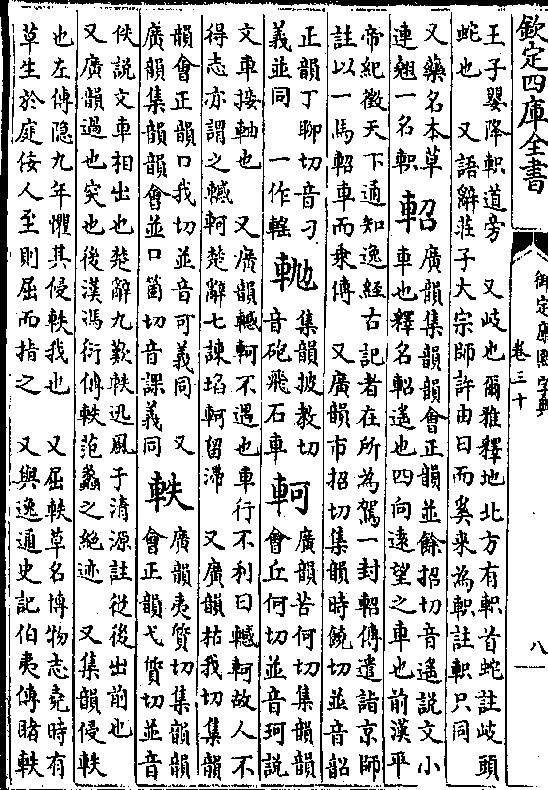 欽定四庫全書
御定康熙字典
卷三十
八
王子嬰降軹道旁　又岐也爾雅釋地北方有軹首蛇註岐頭
蛇也　又語辭莊子大宗師許由曰而奚來為軹註軹只同
又藥名本草
連翹一名軹
軺
廣韻集韻韻會正韻並餘招切音遥說文小
車也釋名軺遥也四向遠望之車也前漢平
帝紀徵天下通知逸經古記者在所為駕一封軺傳遣詣京師
註以一馬軺車而乘傳　又廣韻市招切集韻時饒切並音韶
正韻丁聊切音刁
義並同　一作䡏
軳
集韻披教切
音砲飛石車
軻
廣韻苦何切集韻韻
會丘何切並音珂說
文車接軸也　又廣韻轗軻不遇也車行不利曰轗軻故人不
得志亦謂之轗軻楚辭七諫埳軻留滯　又廣韻枯我切集韻
韻會正韻口我切並音可義同　又
廣韻集韻韻會並口箇切音課義同
軼
廣韻夷質切集韻韻
會正韻弋質切並音
佚說文車相出也楚辭九歎軼迅風于清源註從後出前也
又廣韻過也突也後漢馮衍傳軼范蠡之絕迹　又集韻侵軼
也左傳隱九年懼其侵軼我也　又屈軼草名博物志堯時有
草生於庭佞人至則屈而指之　又與逸通史記伯夷傳睹軼